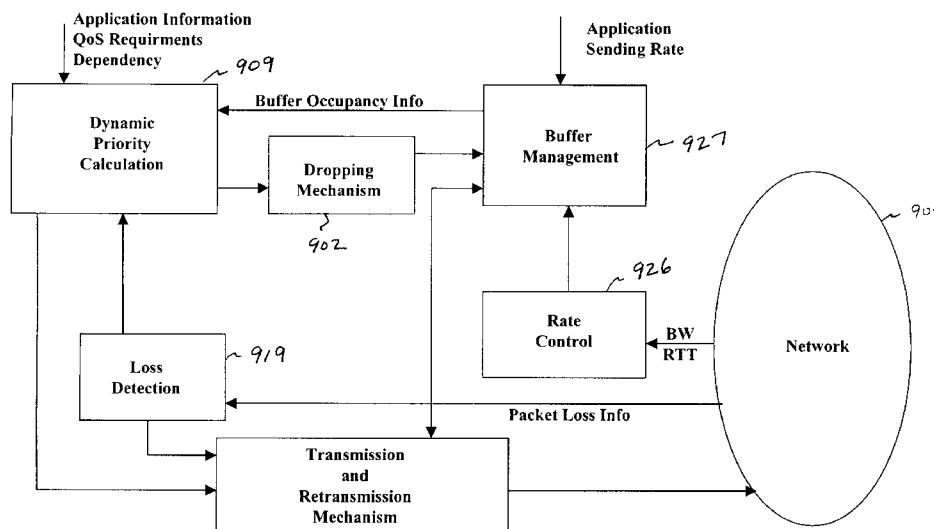 Application Information
QoS Requirments
Dependency
909
Application
Sending Rate
Buffer Occupancy Info
Dynamic
Priority
Calculation
Buffer
Management
927
Dropping
Mechanism
902
926
Rate
Control
BW
RTT
Network
90
Loss
Detection
919
Packet Loss Info
Transmission
and
Retransmission
Mechanism